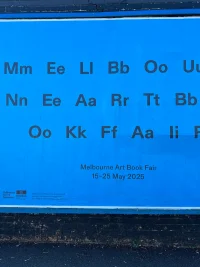 Mm Ee Ll Bb Oo Uu
Nn Ee Aa Rr Tt Bb
Oo Kk Ff Aa Ii
Melbourne Art Book Fair
15–25 May 2025